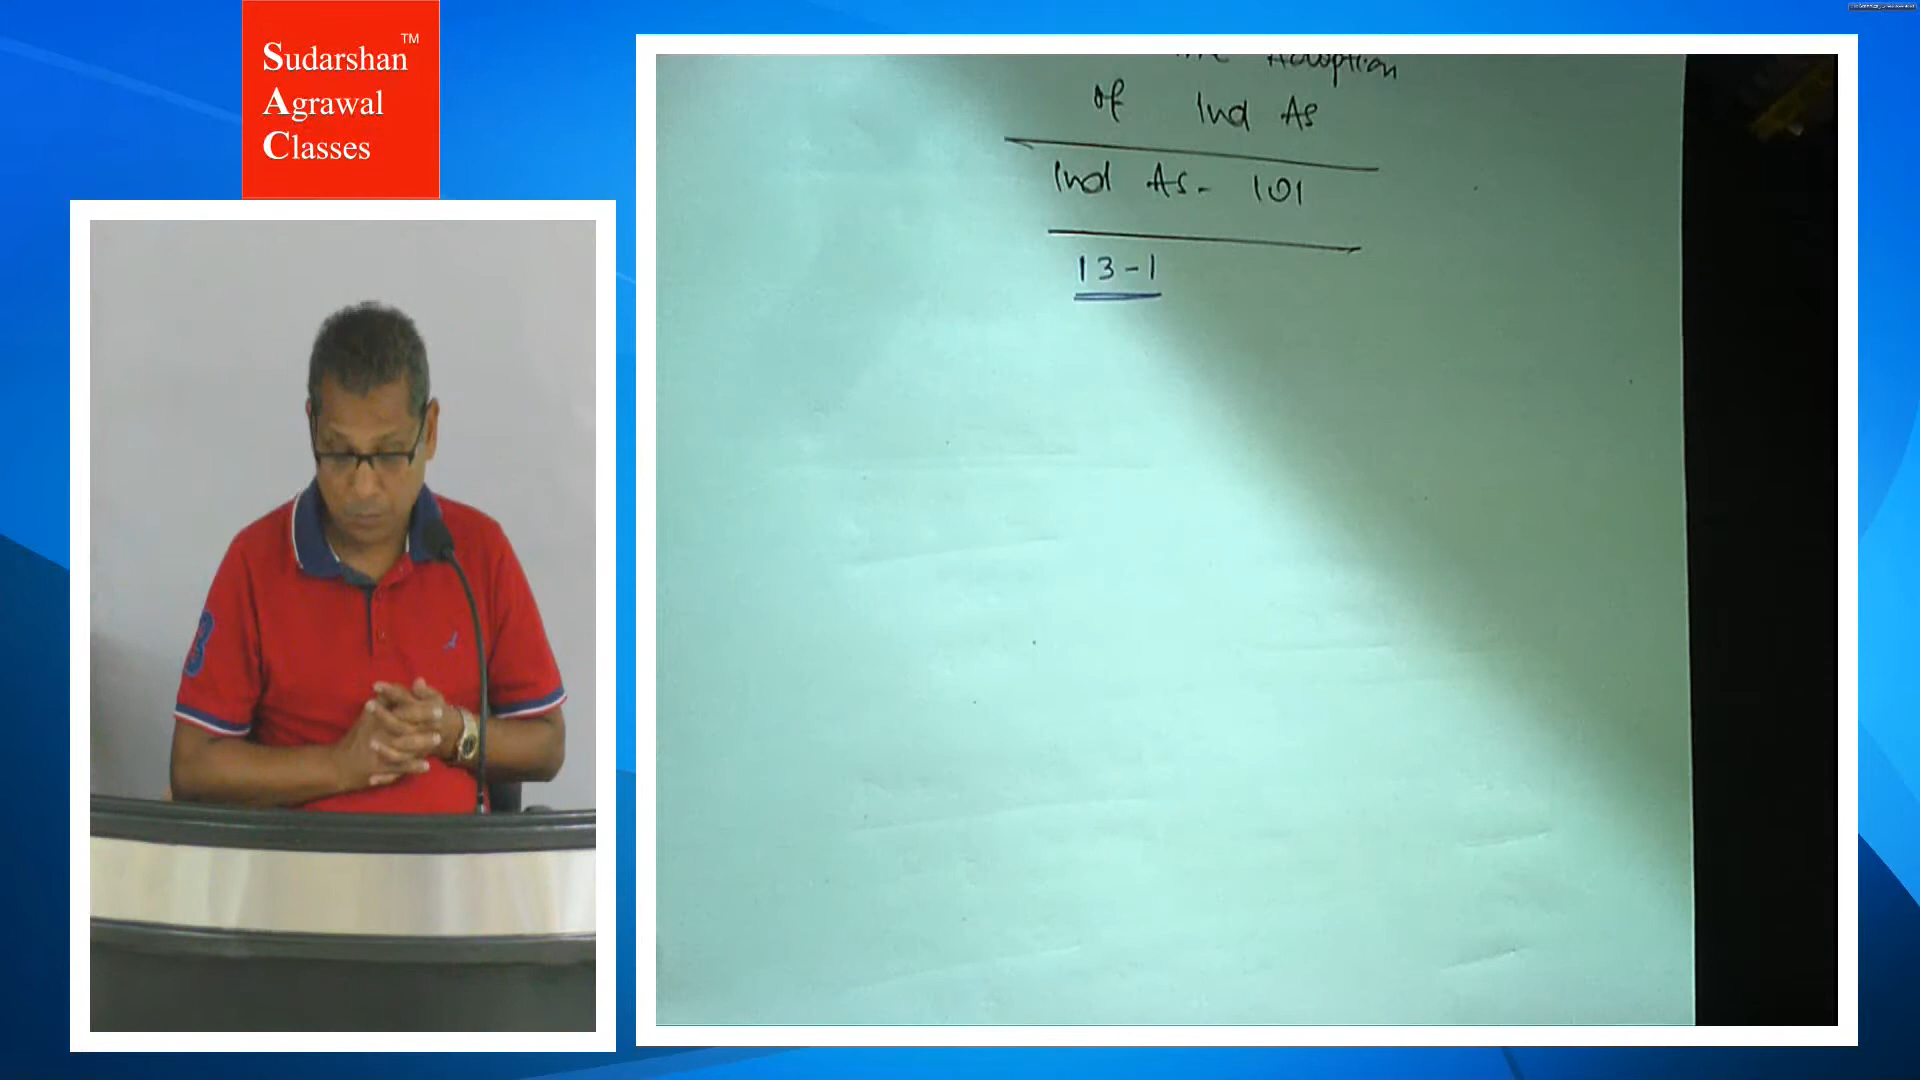 Sudarshan™
Agrawal
Classes
Adoption
of Ind As
Ind As - 101
13-1